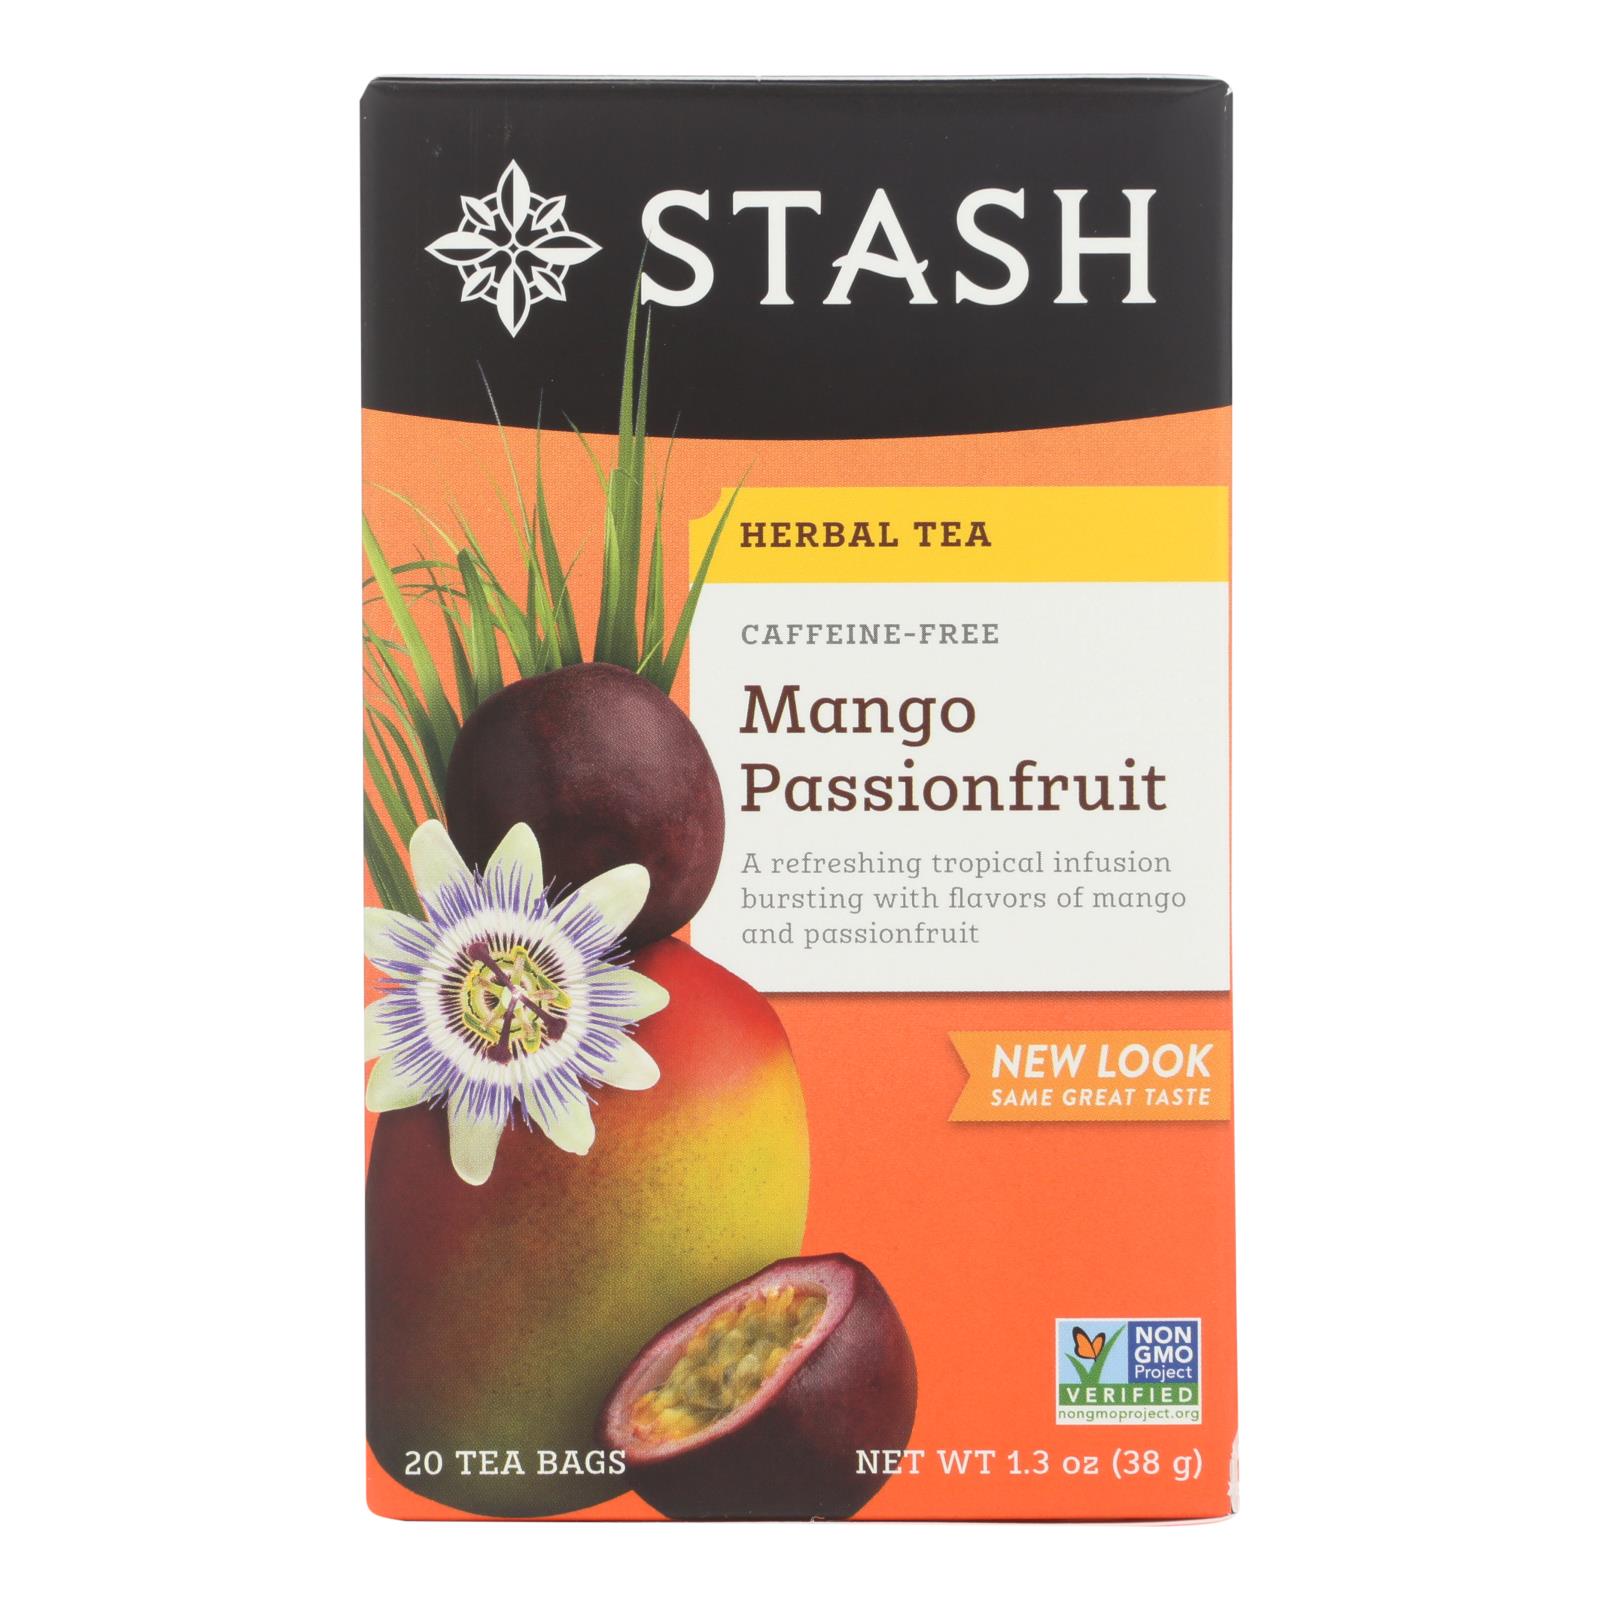 STASH
HERBAL TEA
CAFFEINE-FREE
Mango
Passionfruit
A refreshing tropical infusion
bursting with flavors of mango
and passionfruit
NEW LOOK
SAME GREAT TASTE
NON
GMO
Project
VERIFIED
nongmoproject.org
20 TEA BAGS
NET WT 1.3 oz (38 g)